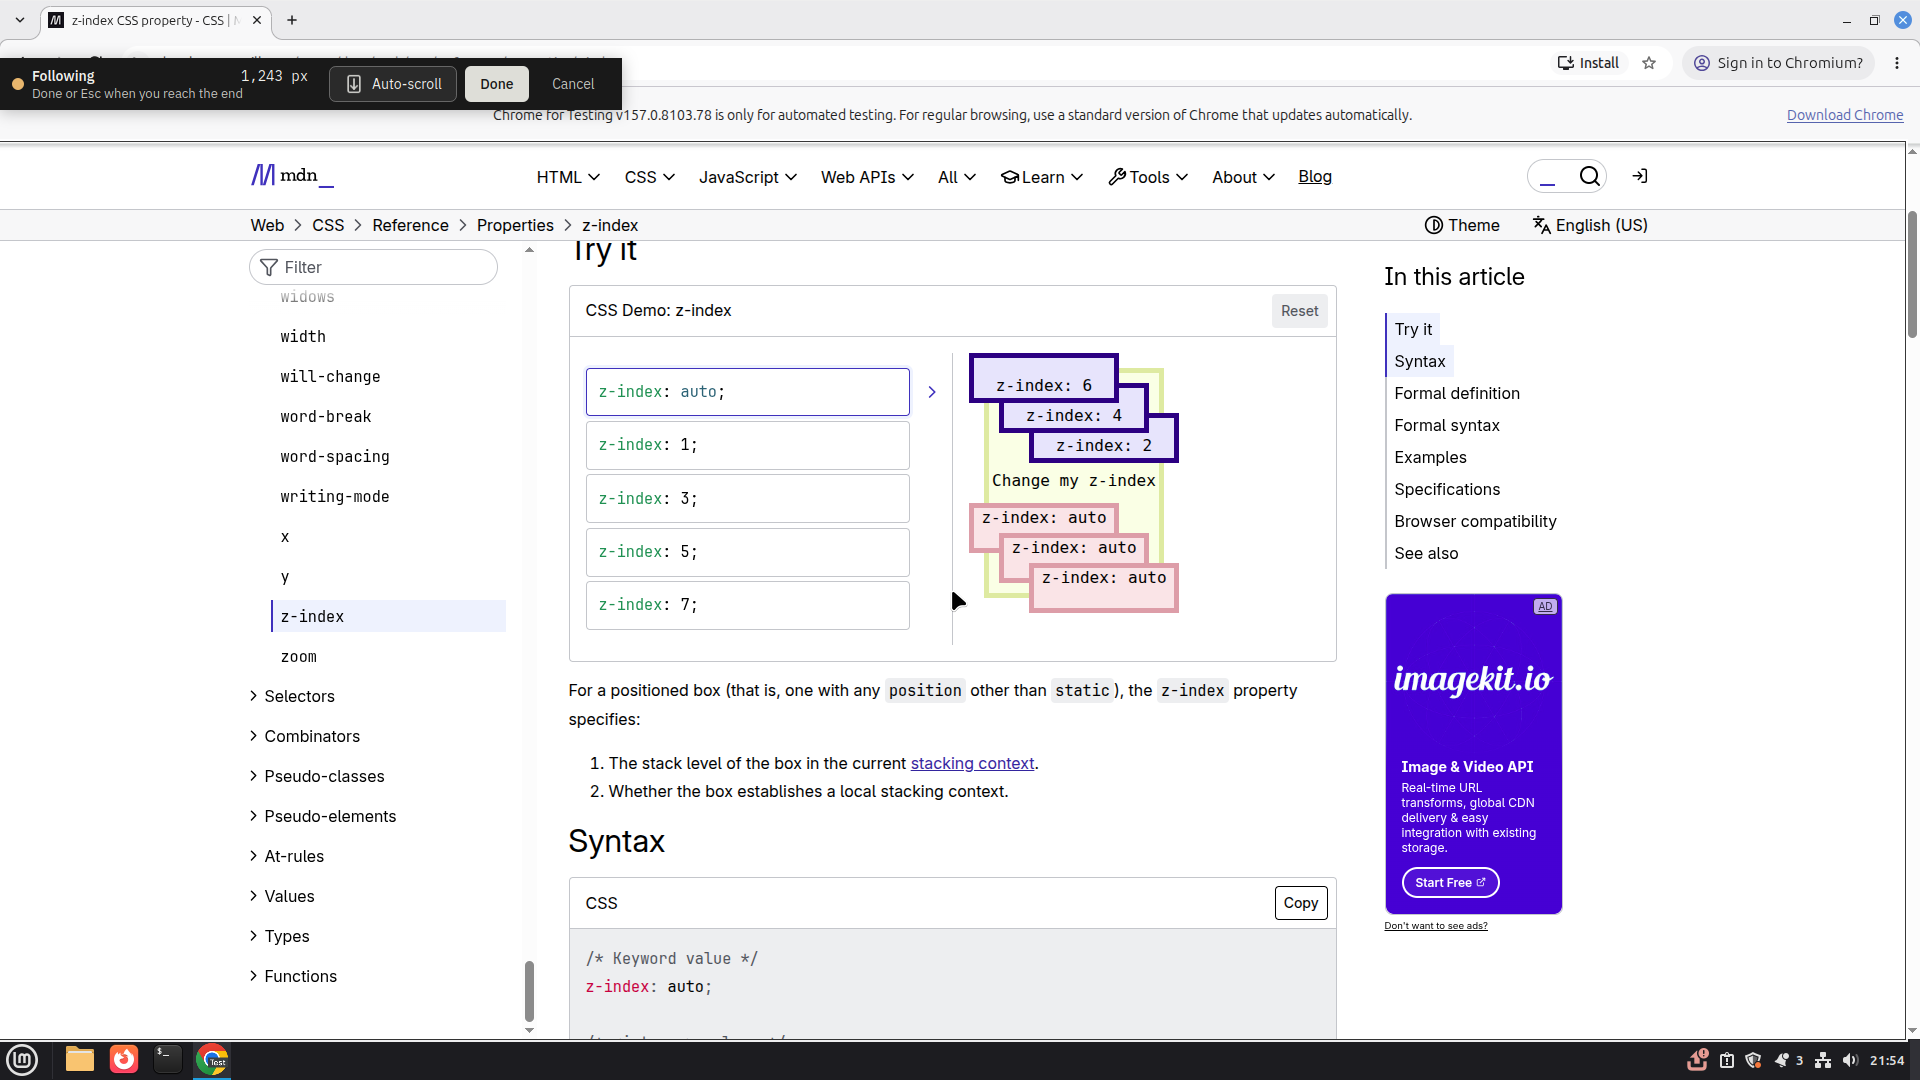 z-index CSS property - CSS | M
Following
1,243 px
Done or Esc when you reach the end
Auto-scroll
Done
Cancel
Install
Sign in to Chromium?
Chrome for Testing v157.0.8103.78 is only for automated testing. For regular browsing, use a standard version of Chrome that updates automatically.
Download Chrome
mdn_
HTML
CSS
JavaScript
Web APIs
All
Learn
Tools
About
Blog
Web > CSS > Reference > Properties > z-index
Theme
English (US)
Filter
widows
width
will-change
word-break
word-spacing
writing-mode
x
y
z-index
zoom
Selectors
Combinators
Pseudo-classes
Pseudo-elements
At-rules
Values
Types
Functions
Try it
CSS Demo: z-index
Reset
z-index: auto;
z-index: 1;
z-index: 3;
z-index: 5;
z-index: 7;
z-index: 6
z-index: 4
z-index: 2
Change my z-index
z-index: auto
z-index: auto
z-index: auto
For a positioned box (that is, one with any position other than static), the z-index property
specifies:
1. The stack level of the box in the current stacking context.
2. Whether the box establishes a local stacking context.
Syntax
CSS
Copy
/* Keyword value */
z-index: auto;
In this article
Try it
Syntax
Formal definition
Formal syntax
Examples
Specifications
Browser compatibility
See also
AD
imagekit.io
Image & Video API
Real-time URL
transforms, global CDN
delivery & easy
integration with existing
storage.
Start Free
Don't want to see ads?
Test
3
21:54